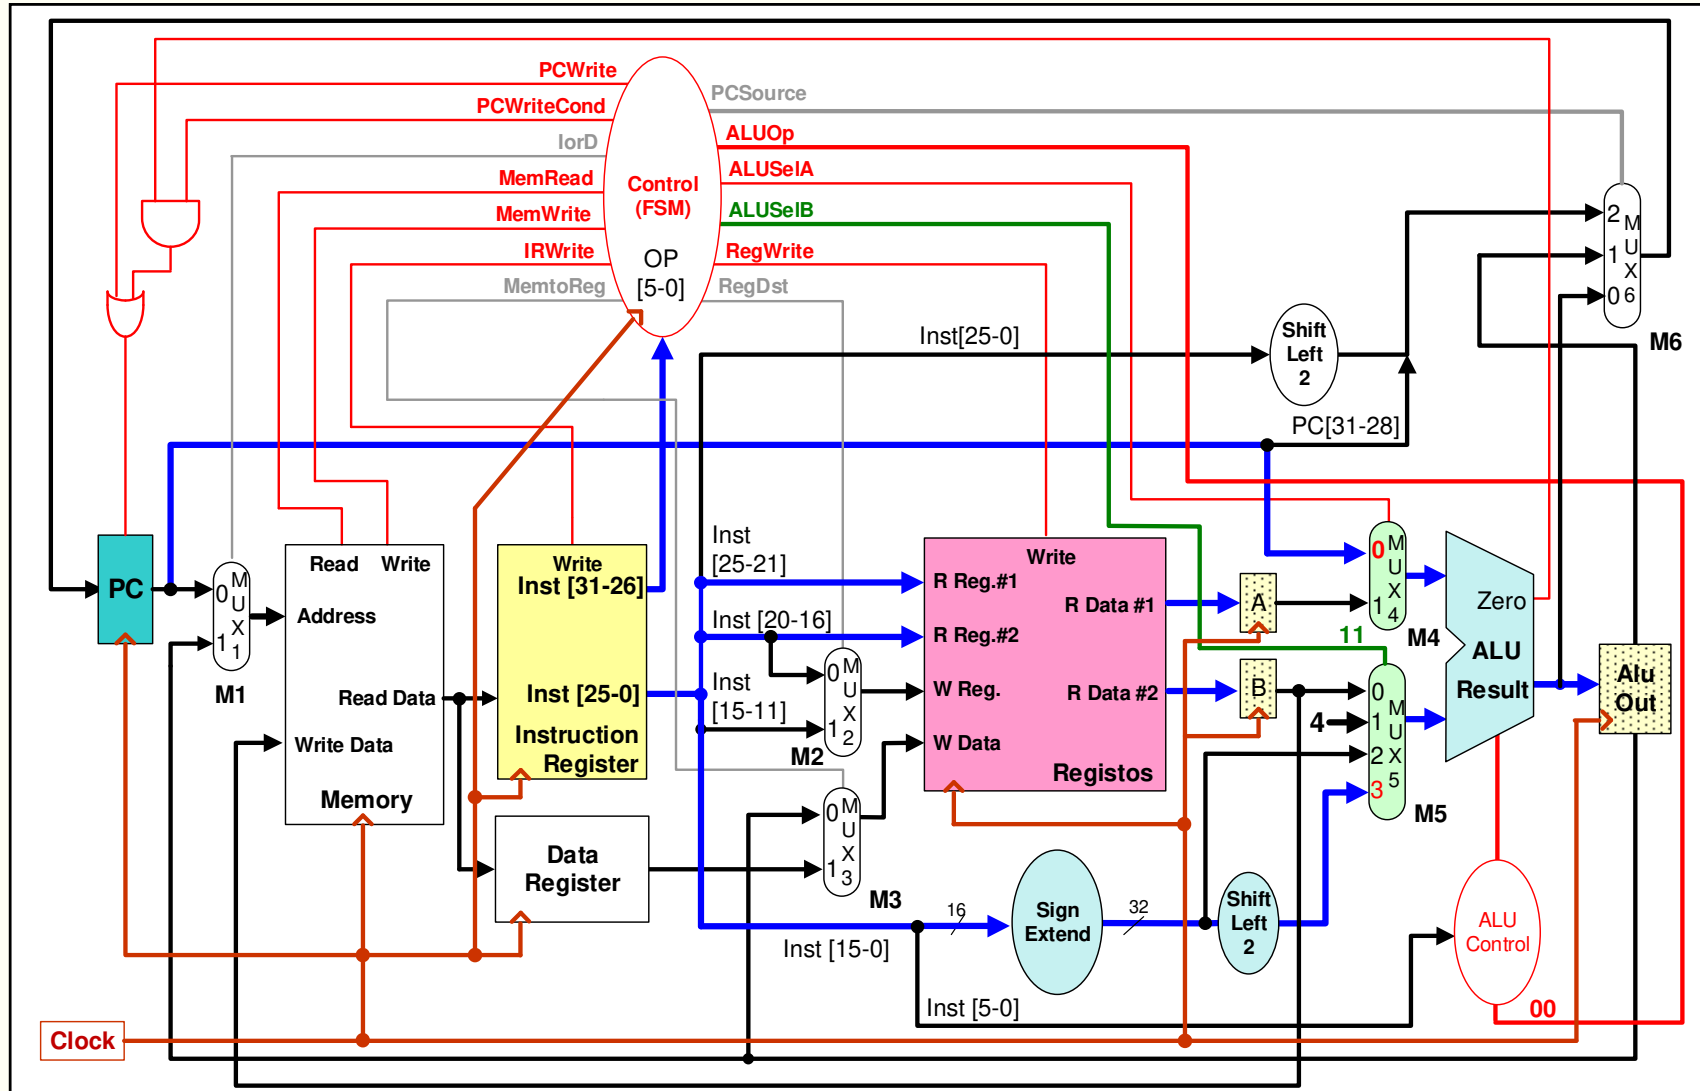 PCWrite
PCWriteCond
IorD
MemRead
MemWrite
IRWrite
MemtoReg
Control
(FSM)
OP
[5-0]
PCSource
ALUOp
ALUSelA
ALUSelB
RegWrite
RegDst
2
1
0
M
U
X
6
M6
Inst[25-0]
Shift
Left
2
PC[31-28]
PC
0
1
M
U
X
1
M1
Read Write
Address
Read Data
Write Data
Memory
Write
Inst [31-26]
Inst [25-0]
Instruction
Register
Data
Register
Inst
[25-21]
Inst [20-16]
Inst
[15-11]
0
1
M
U
X
2
M2
0
1
M
U
X
3
M3
Write
R Reg.#1
R Data #1
R Reg.#2
W Reg.
R Data #2
W Data
Registos
A
B
0
1
M
U
X
4
M4
11
4
0
1
2
3
M
U
X
5
M5
Zero
ALU
Result
Alu
Out
Inst [15-0]
16
Sign
Extend
32
Shift
Left
2
ALU
Control
Inst [5-0]
00
Clock